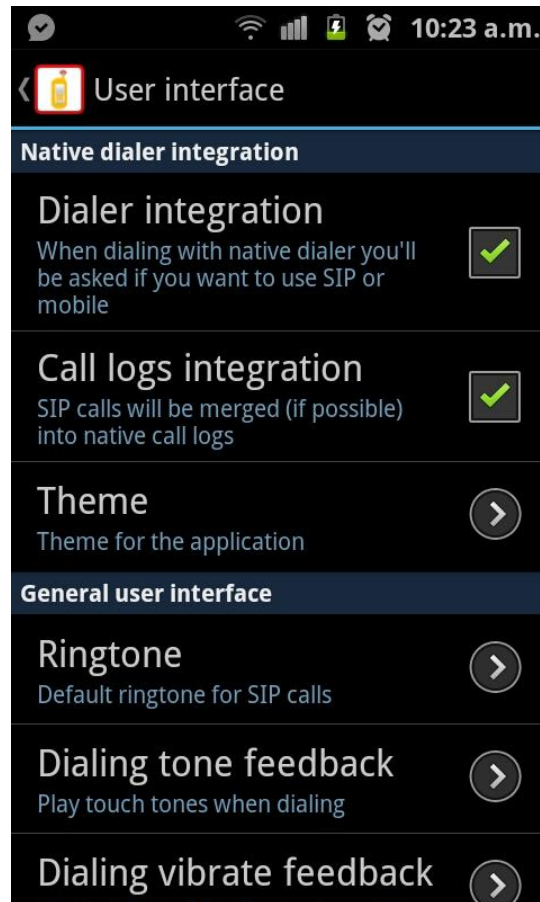 10:23 a.m.
User interface
Native dialer integration
Dialer integration
When dialing with native dialer you'll
be asked if you want to use SIP or
mobile
Call logs integration
SIP calls will be merged (if possible)
into native call logs
Theme
Theme for the application
General user interface
Ringtone
Default ringtone for SIP calls
Dialing tone feedback
Play touch tones when dialing
Dialing vibrate feedback